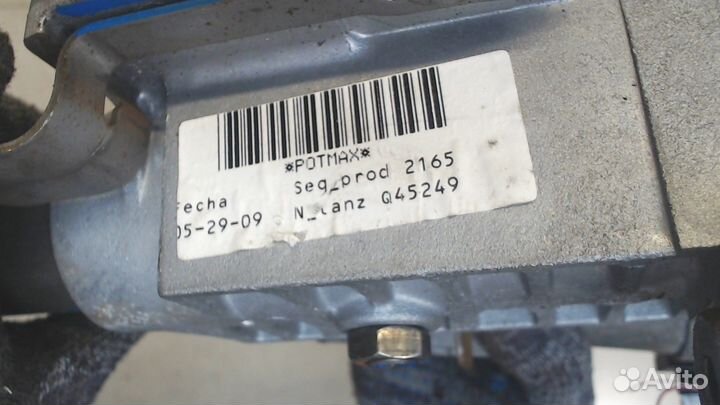 *POTMAX*
Fecha Seq_prod 2165
05-29-09 N_lanz Q45249
Avito